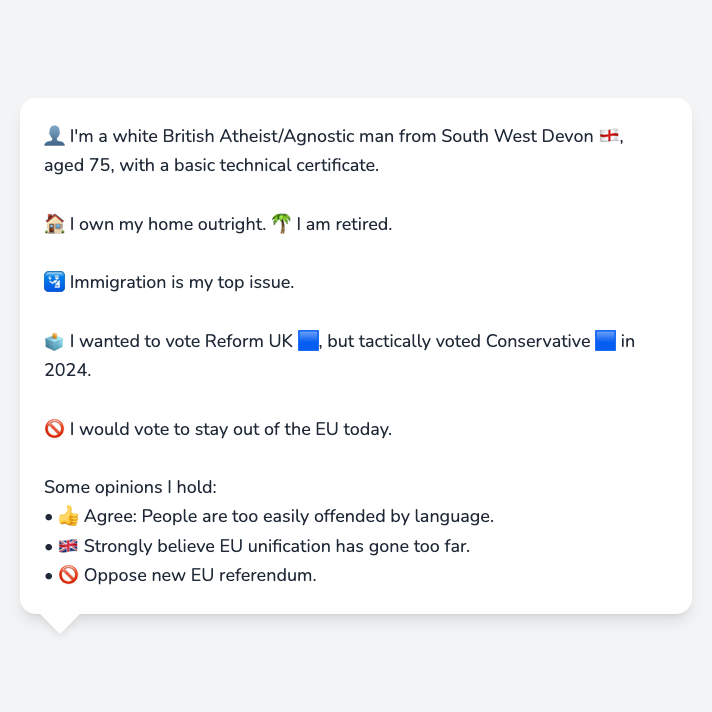 👤 I'm a white British Atheist/Agnostic man from South West Devon 🏴󠁧󠁢󠁥󠁮󠁧󠁿,
aged 75, with a basic technical certificate.
🏠 I own my home outright. 🌴 I am retired.
🛂 Immigration is my top issue.
🗳️ I wanted to vote Reform UK 🟦, but tactically voted Conservative 🟦 in
2024.
🚫 I would vote to stay out of the EU today.
Some opinions I hold:
• 👍 Agree: People are too easily offended by language.
• 🇬🇧 Strongly believe EU unification has gone too far.
• 🚫 Oppose new EU referendum.